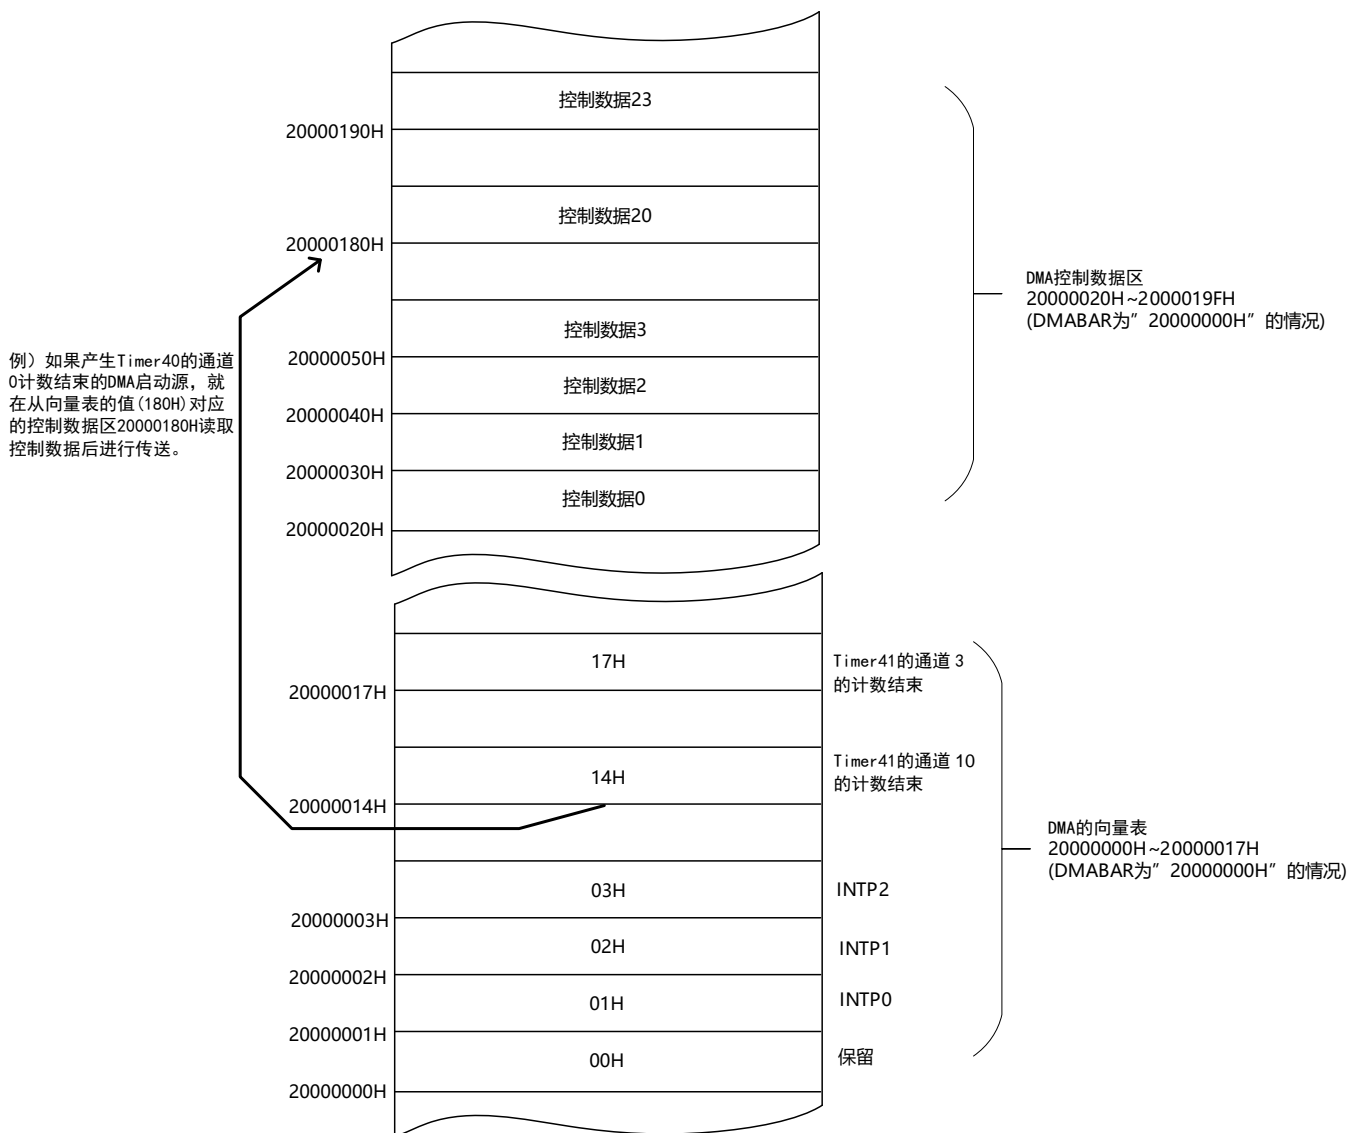 控制数据23
20000190H
控制数据20
20000180H
控制数据3
20000050H
控制数据2
20000040H
控制数据1
20000030H
控制数据0
20000020H
DMA控制数据区
20000020H~2000019FH
(DMABAR为”20000000H”的情况)
例）如果产生Timer40的通道
0计数结束的DMA启动源，就
在从向量表的值(180H)对应
的控制数据区20000180H读取
控制数据后进行传送。
17H
Timer41的通道 3
的计数结束
20000017H
14H
Timer41的通道 10
的计数结束
20000014H
03H
INTP2
20000003H
02H
INTP1
20000002H
01H
INTP0
20000001H
00H
保留
20000000H
DMA的向量表
20000000H~20000017H
(DMABAR为”20000000H”的情况)